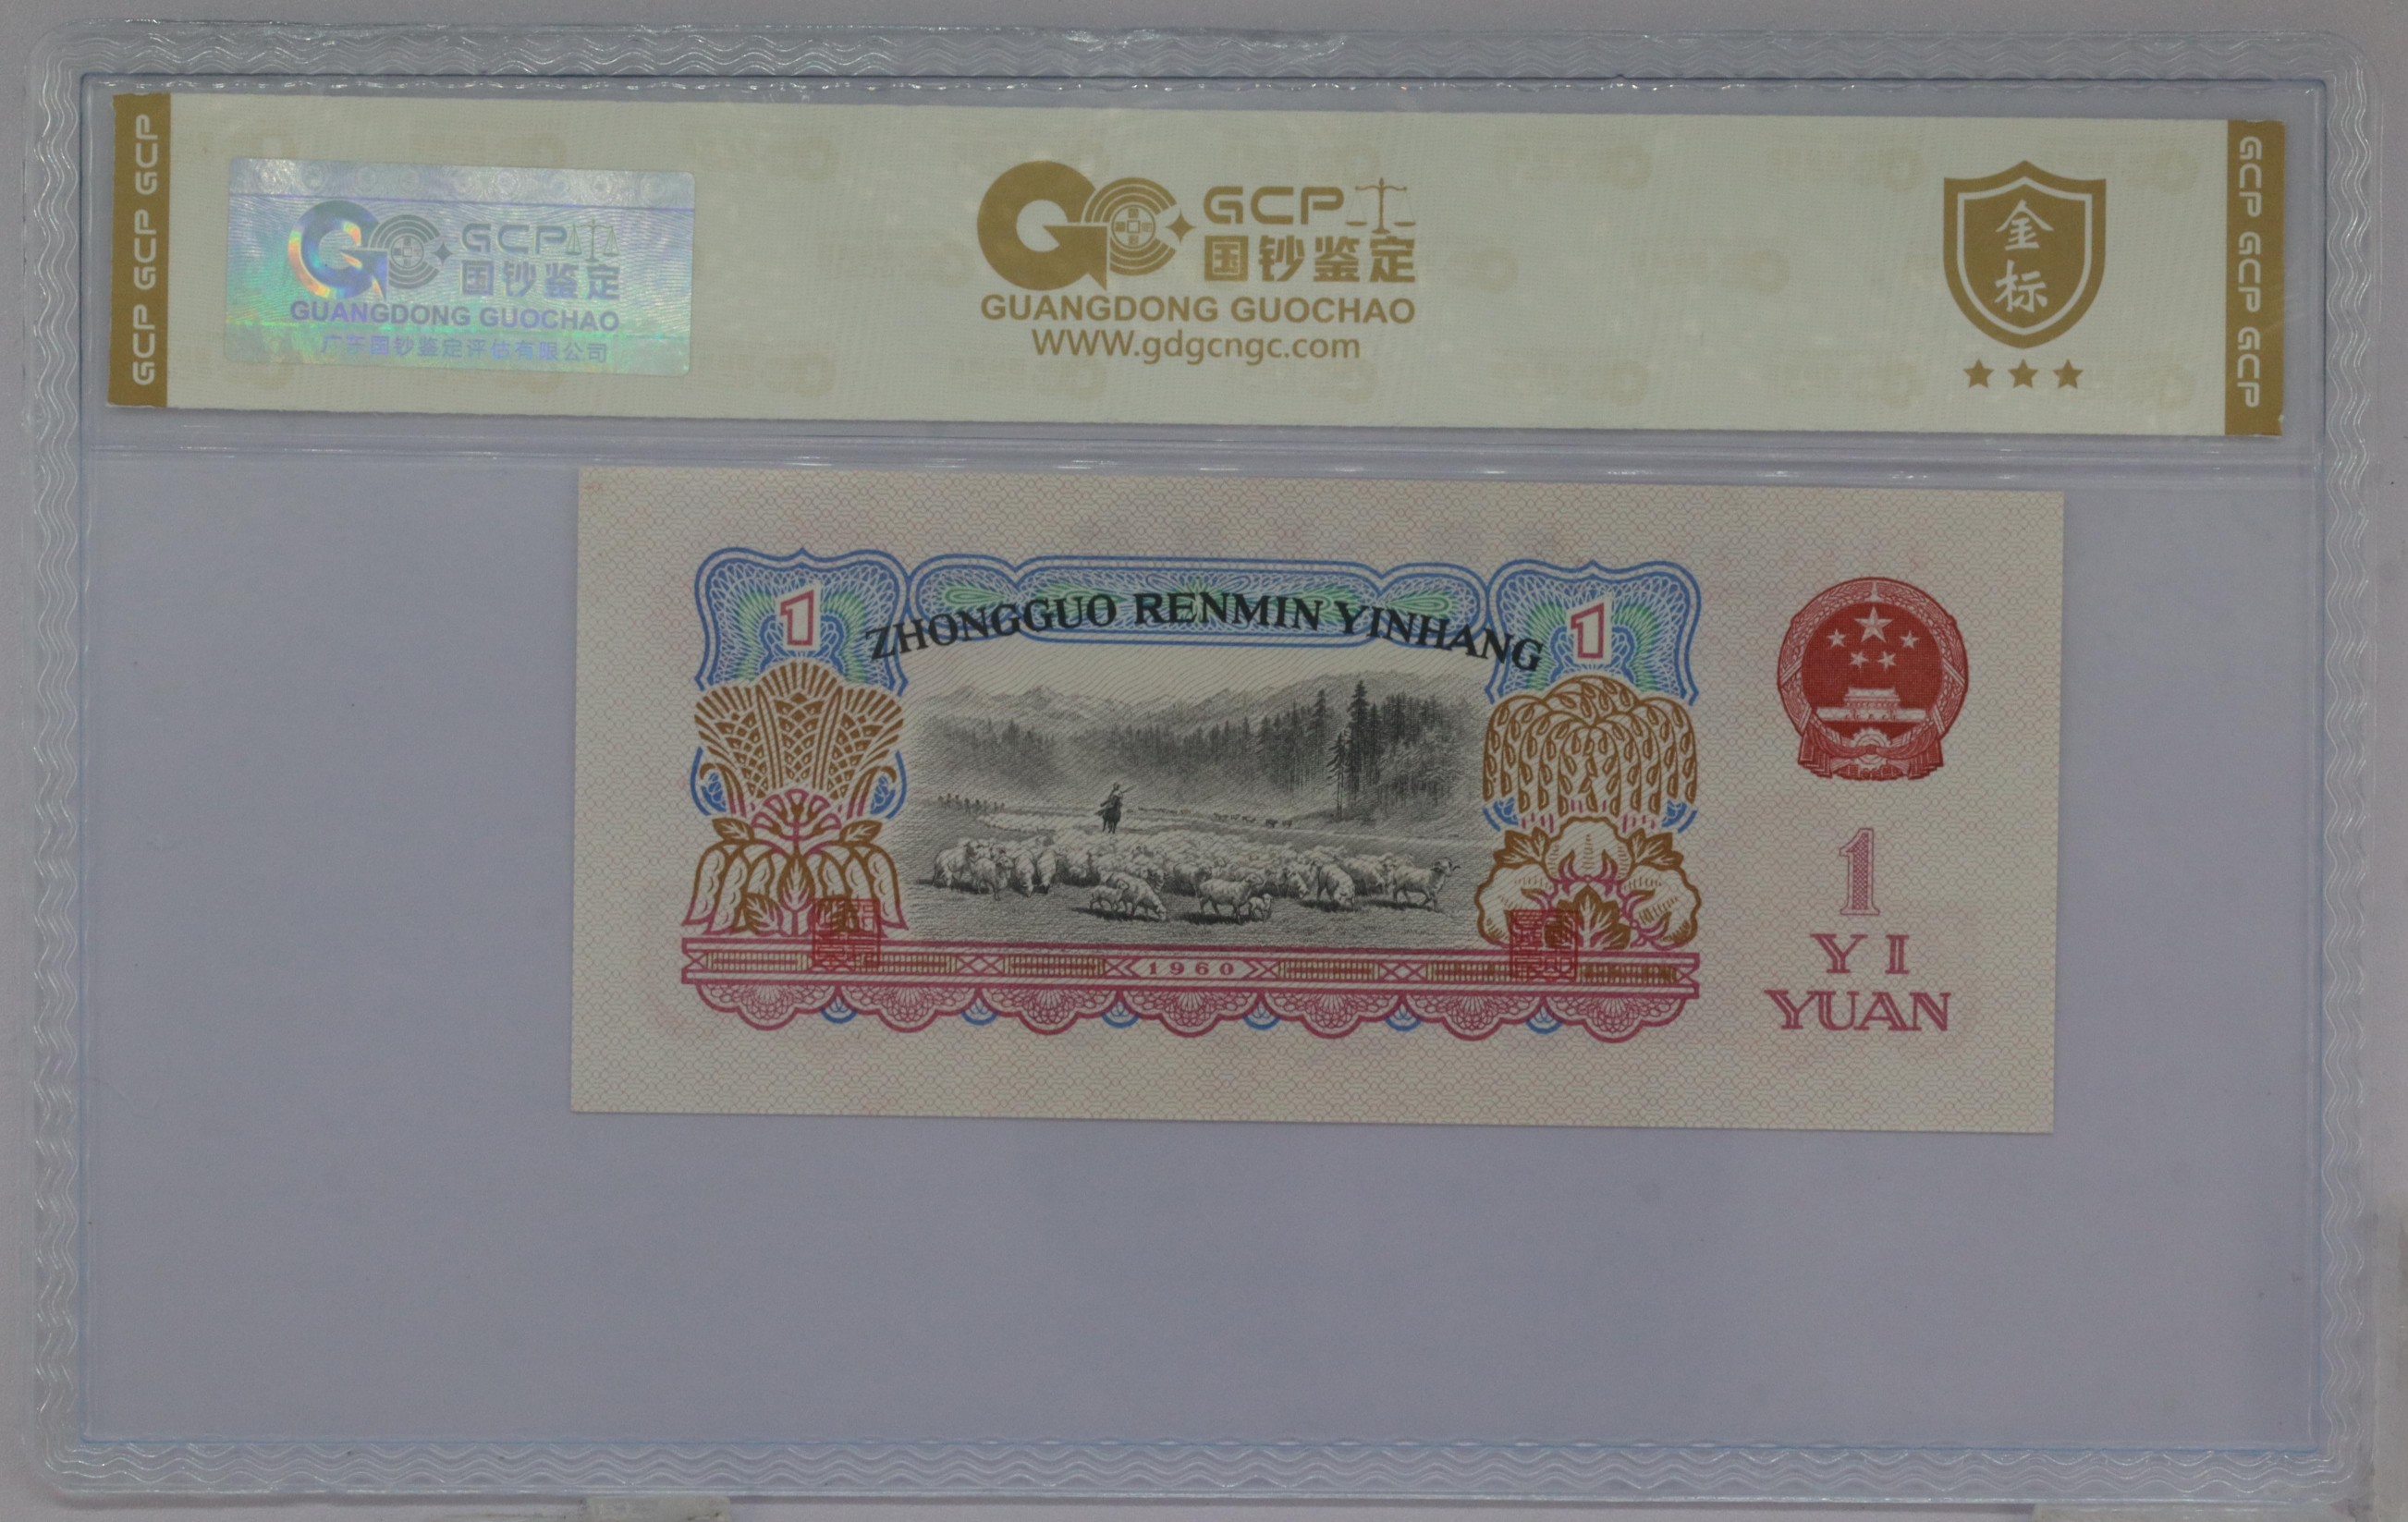 GCP GCP GCP
GCP
国钞鉴定
GUANGDONG GUOCHAO
广东国钞鉴定评估有限公司
GCP
国钞鉴定
GUANGDONG GUOCHAO
WWW.gdgcngc.com
金
标
GCP GCP GCP
1
ZHONGGUO RENMIN YINHANG
1
1960
1
YI
YUAN